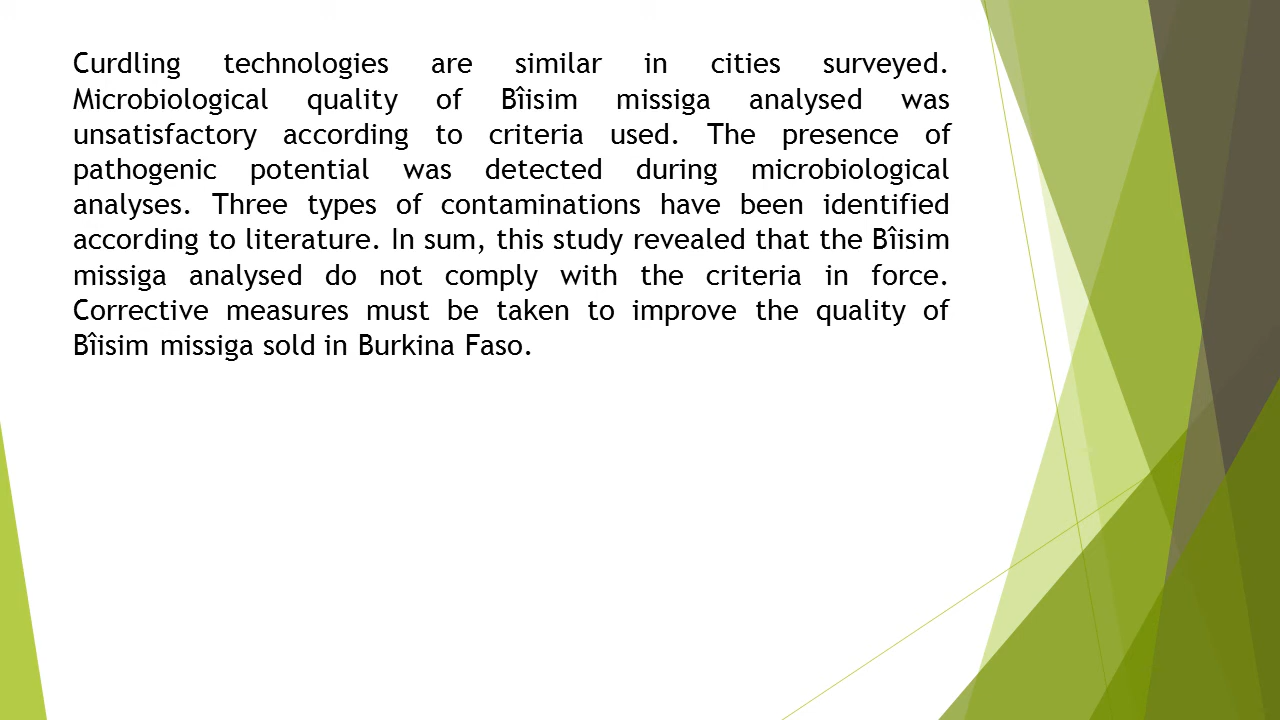 Curdling technologies are similar in cities surveyed.
Microbiological quality of Bîisim missiga analysed was
unsatisfactory according to criteria used. The presence of
pathogenic potential was detected during microbiological
analyses. Three types of contaminations have been identified
according to literature. In sum, this study revealed that the Bîisim
missiga analysed do not comply with the criteria in force.
Corrective measures must be taken to improve the quality of
Bîisim missiga sold in Burkina Faso.